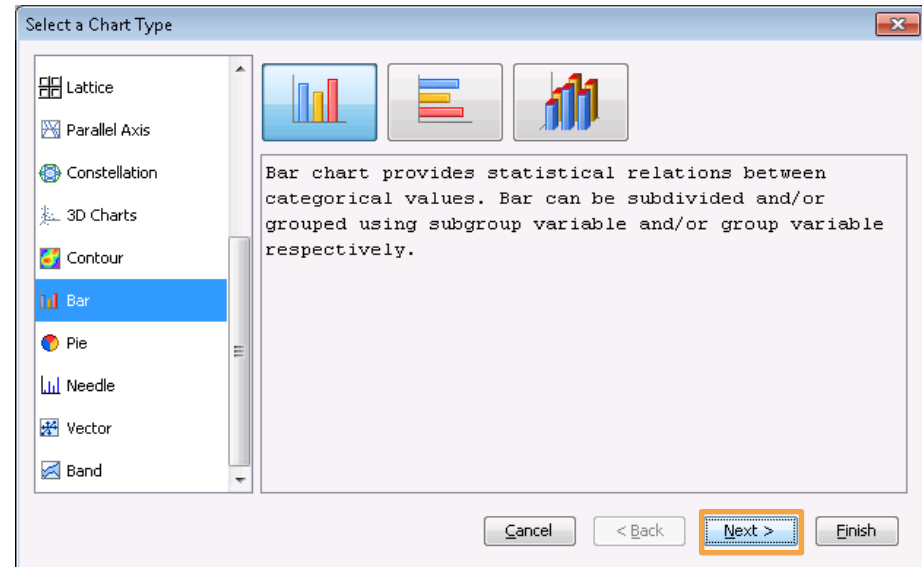 Select a Chart Type
Lattice
Parallel Axis
Constellation
3D Charts
Contour
Bar
Pie
Needle
Vector
Band
Bar chart provides statistical relations between
categorical values. Bar can be subdivided and/or
grouped using subgroup variable and/or group variable
respectively.
Cancel
< Back
Next >
Finish